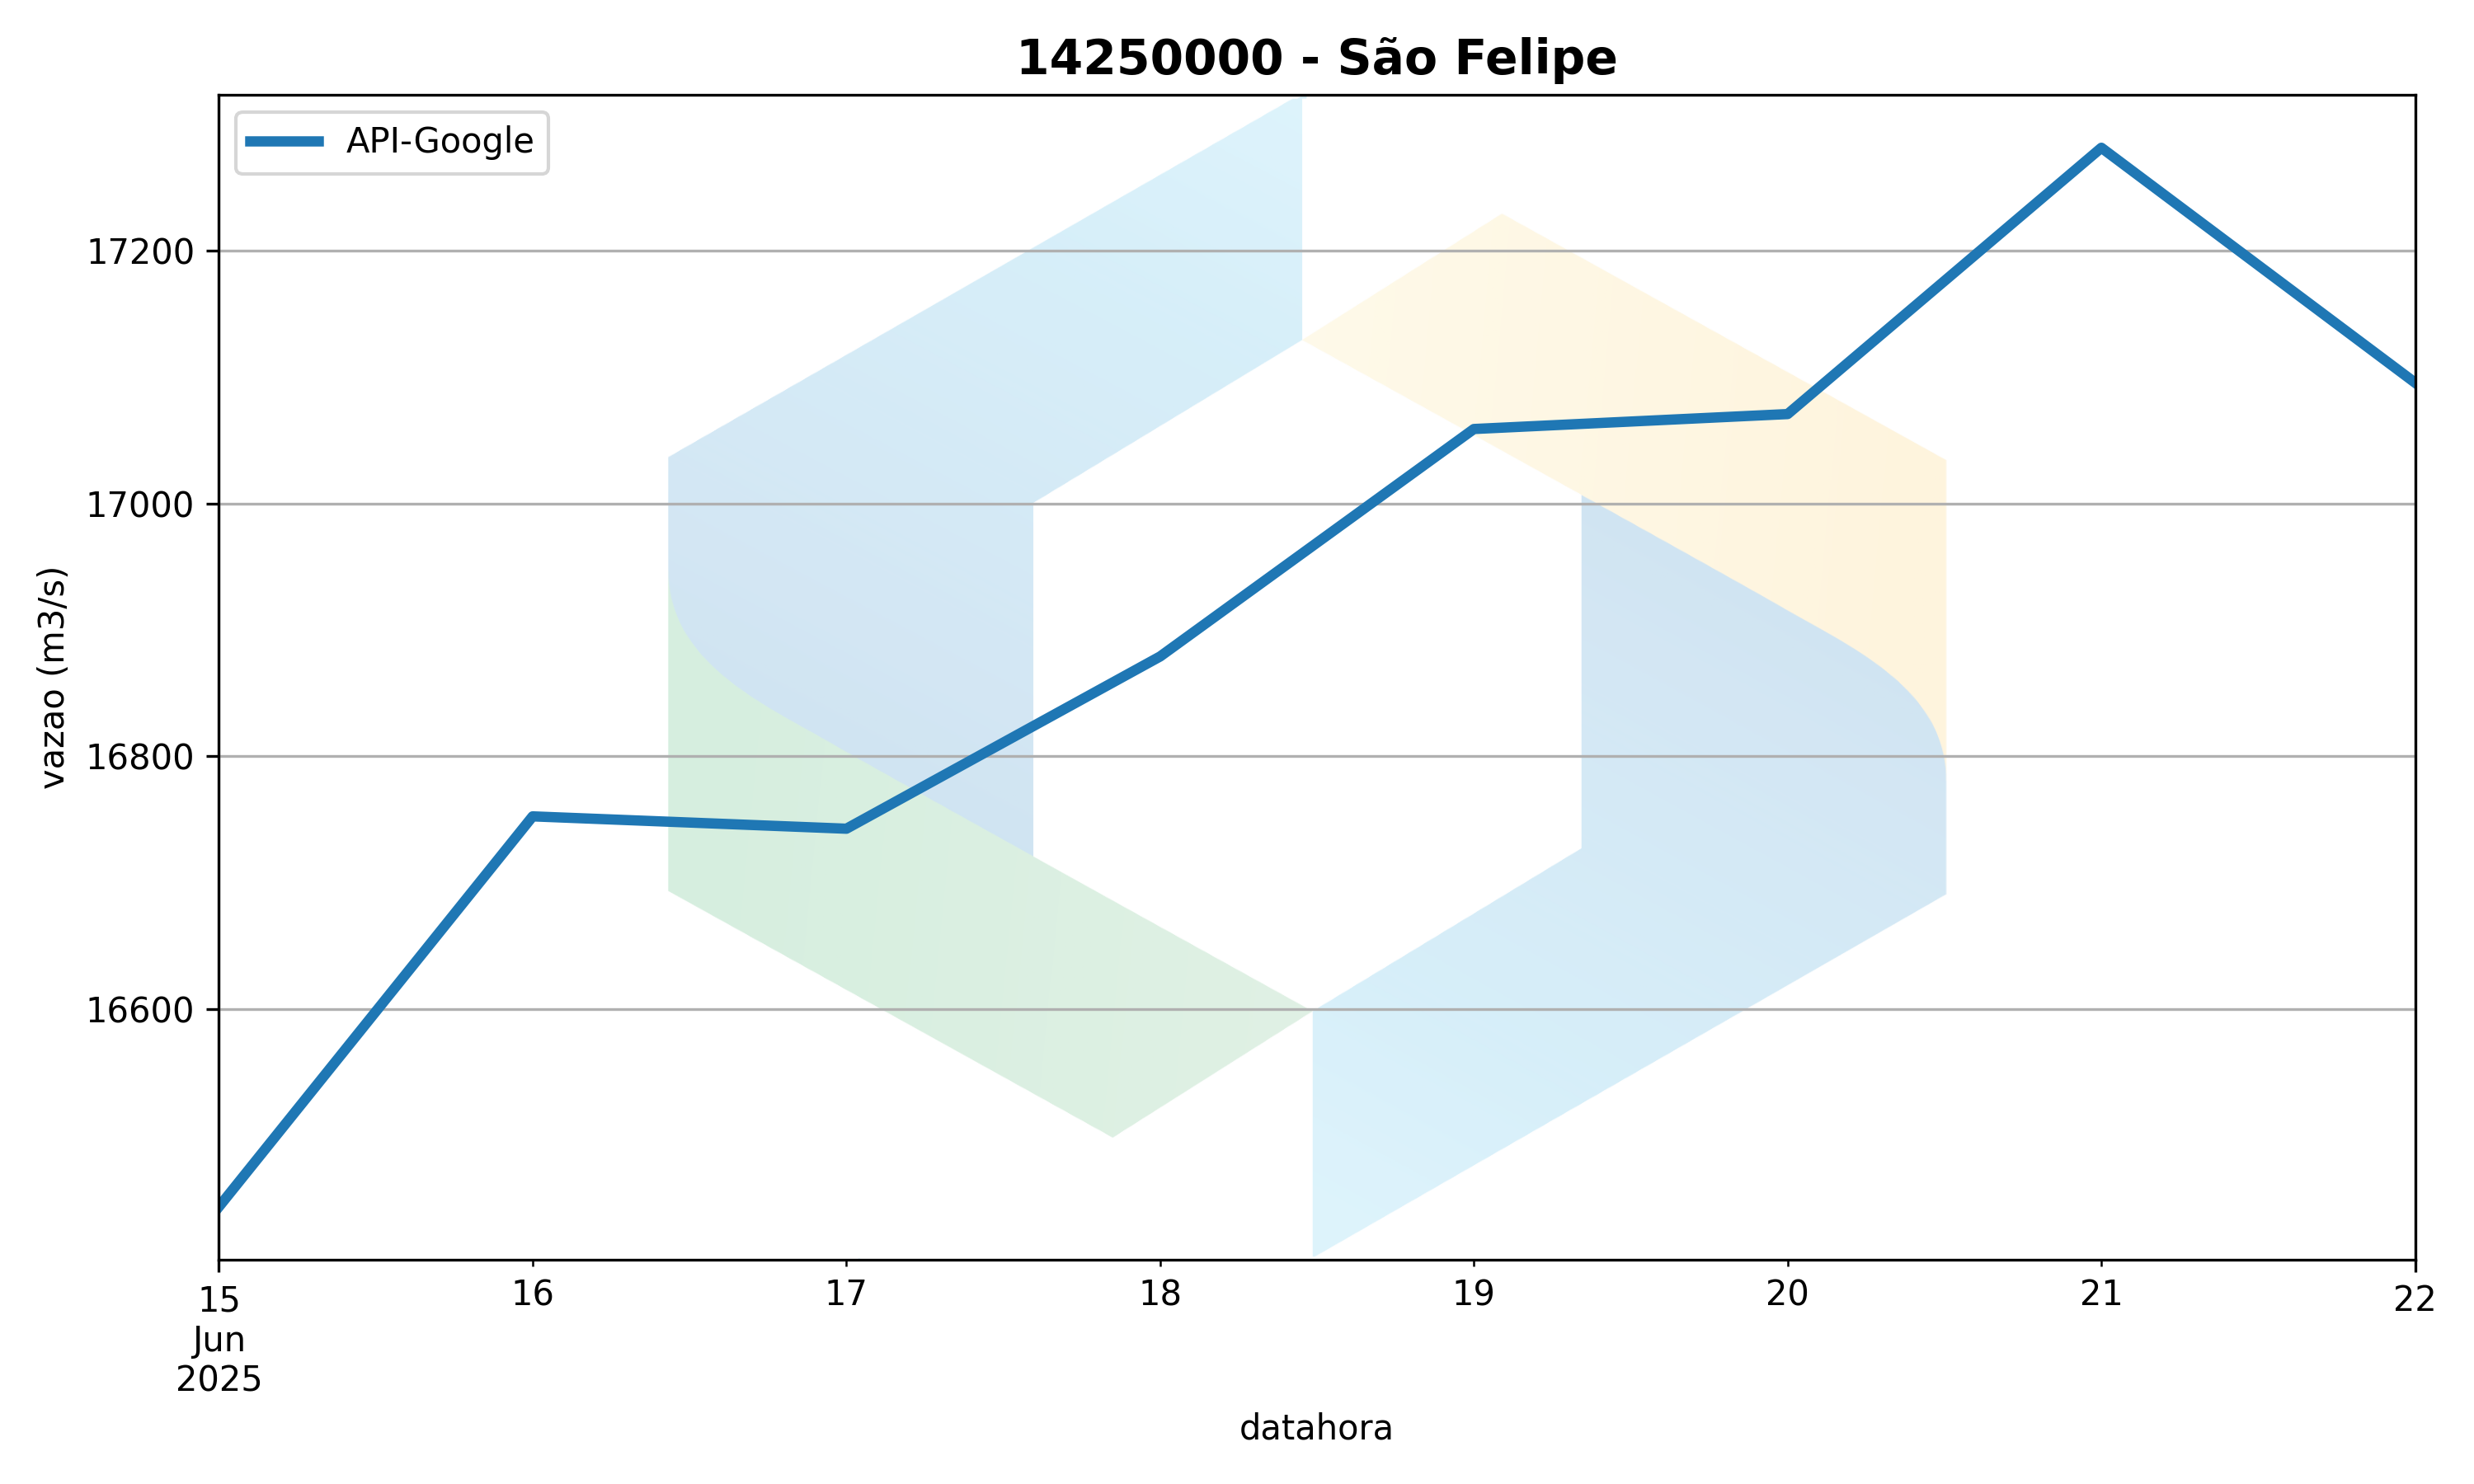 14250000 - São Felipe
API-Google
17200
17000
16800
16600
vazao (m3/s)
15 16 17 18 19 20 21 22
Jun
2025
datahora